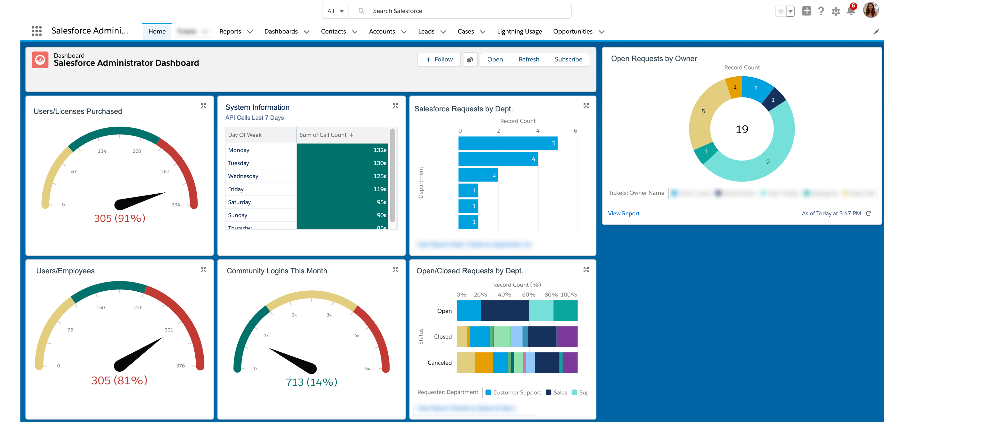 All
Search Salesforce
6
Salesforce Admini...
Home
Reports
Dashboards
Contacts
Accounts
Leads
Cases
Lightning Usage
Opportunities
Dashboard
Salesforce Administrator Dashboard
+ Follow
Open
Refresh
Subscribe
Users/Licenses Purchased
134
200
67
267
0
334
305 (91%)
System Information
API Calls Last 7 Days
Day Of Week Sum of Call Count ↓
Monday 132K
Tuesday 130K
Wednesday 125K
Friday 119K
Saturday 95K
Sunday 90K
Thursday 85K
Salesforce Requests by Dept.
Record Count
0 2 4 6
Department
5
4
2
1
1
1
Open Requests by Owner
Record Count
1
2
1
5
19
1
9
Tickets: Owner Name
View Report
As of Today at 3:47 PM
Users/Employees
150
226
75
301
0
376
305 (81%)
Community Logins This Month
2K
3K
1K
4K
0
5K
713 (14%)
Open/Closed Requests by Dept.
Record Count (%)
0% 20% 40% 60% 80% 100%
Status
Open
Closed
Canceled
Requester: Department
Customer Support
Sales
Sup